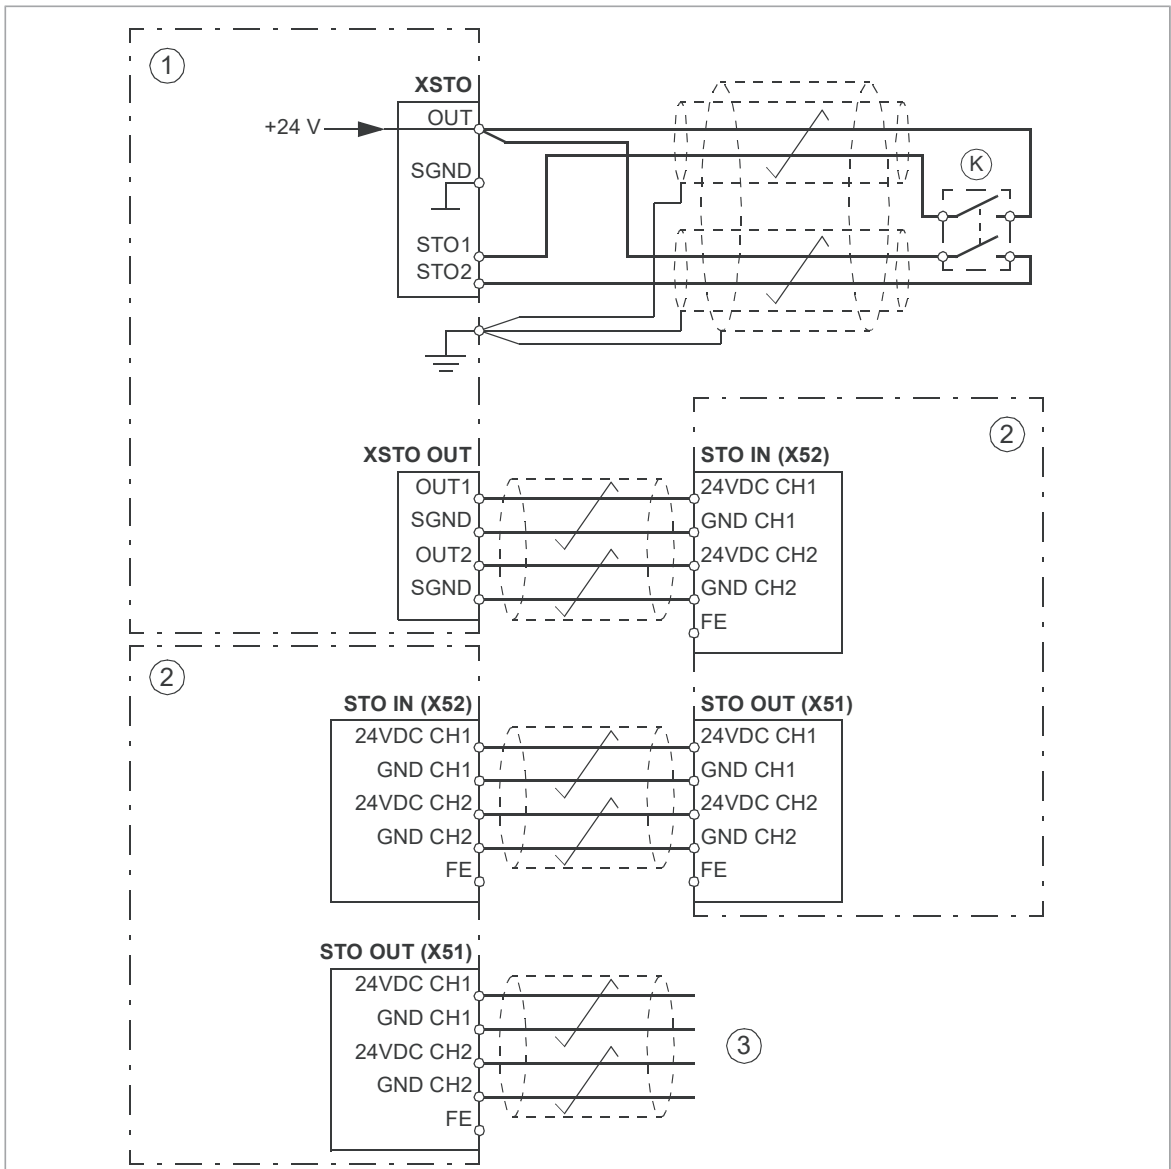 1
XSTO
OUT
+24 V
SGND
K
STO1
STO2
2
XSTO OUT
STO IN (X52)
OUT1
24VDC CH1
SGND
GND CH1
OUT2
24VDC CH2
SGND
GND CH2
FE
2
STO IN (X52)
STO OUT (X51)
24VDC CH1
24VDC CH1
GND CH1
GND CH1
24VDC CH2
24VDC CH2
GND CH2
GND CH2
FE
FE
STO OUT (X51)
24VDC CH1
GND CH1
3
24VDC CH2
GND CH2
FE